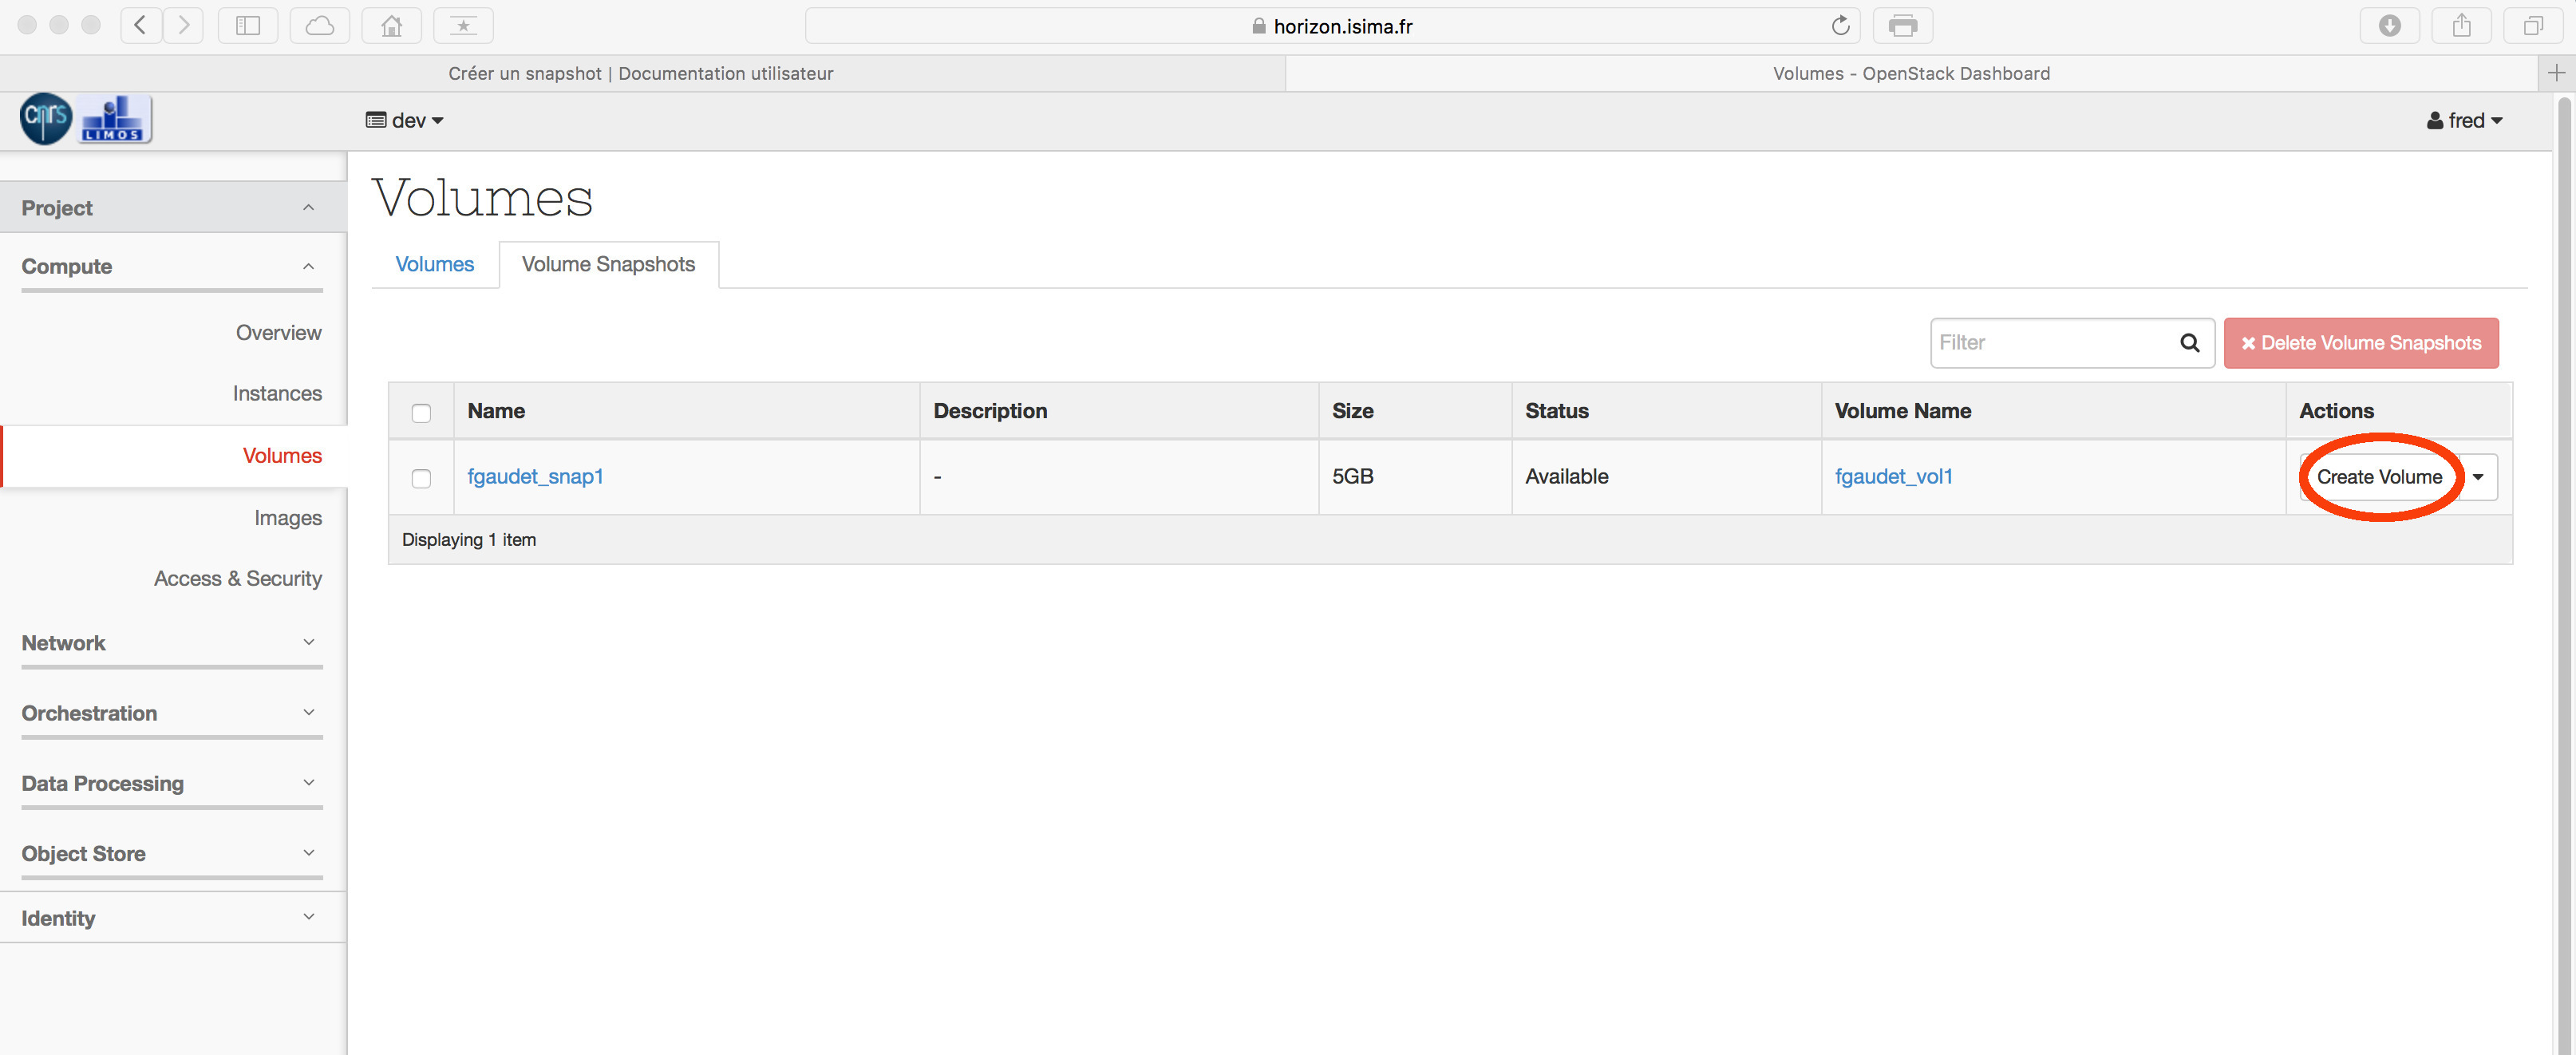 horizon.isima.fr
Créer un snapshot | Documentation utilisateur
Volumes - OpenStack Dashboard
cnrs
LIMOS
dev
fred
Project
Compute
Overview
Instances
Volumes
Images
Access & Security
Network
Orchestration
Data Processing
Object Store
Identity
Volumes
Volumes
Volume Snapshots
Filter
Delete Volume Snapshots
Name Description Size Status Volume Name Actions
fgaudet_snap1 - 5GB Available fgaudet_vol1 Create Volume
Displaying 1 item